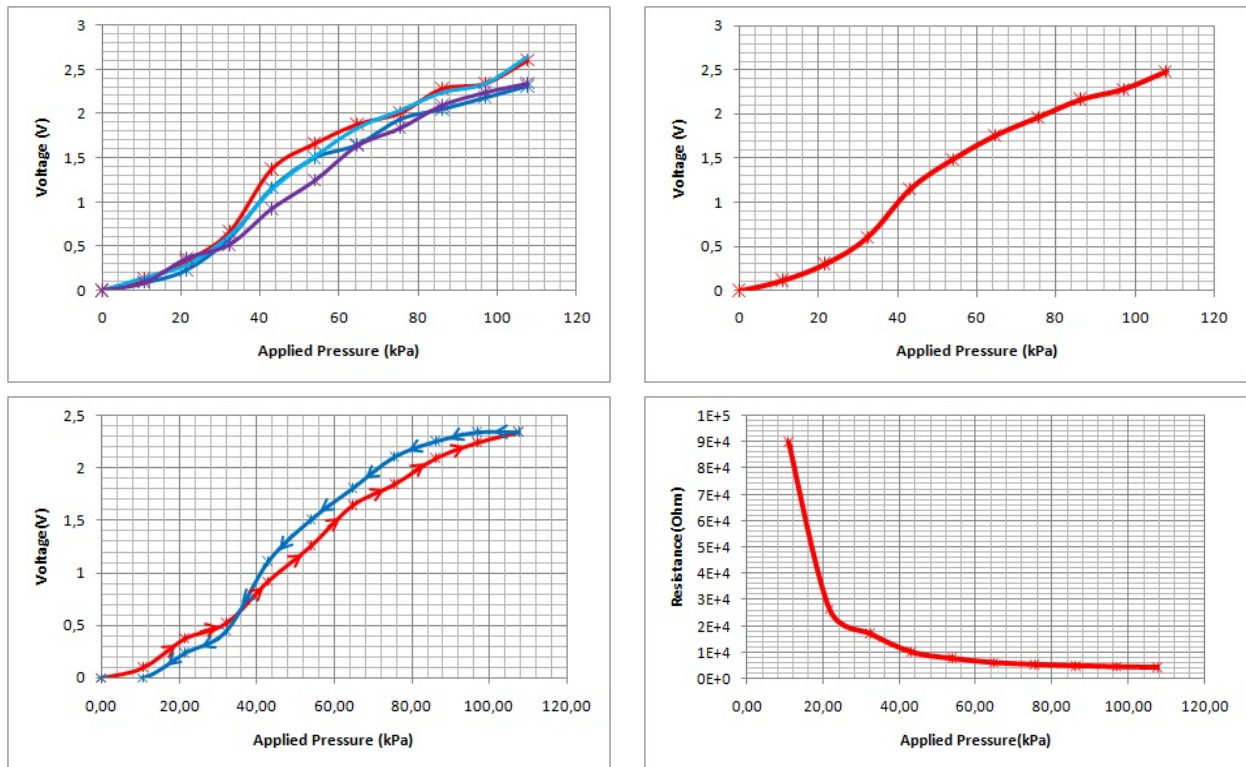 3
2,5
2
1,5
1
0,5
0
Voltage (V)
0 20 40 60 80 100 120
Applied Pressure (kPa)
3
2,5
2
1,5
1
0,5
0
Voltage (V)
0 20 40 60 80 100 120
Applied Pressure (kPa)
2,5
2
1,5
1
0,5
0
Voltage(V)
0,00 20,00 40,00 60,00 80,00 100,00 120,00
Applied Pressure (kPa)
1E+5
9E+4
8E+4
7E+4
6E+4
5E+4
4E+4
3E+4
2E+4
1E+4
0E+0
Resistance(Ohm)
0,00 20,00 40,00 60,00 80,00 100,00 120,00
Applied Pressure(kPa)